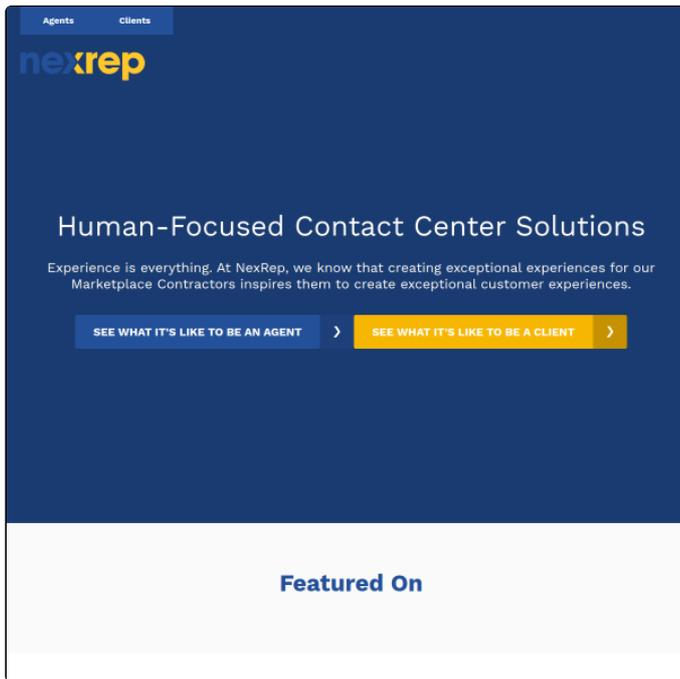 Agents
Clients
nexrep
Human-Focused Contact Center Solutions
Experience is everything. At NexRep, we know that creating exceptional experiences for our
Marketplace Contractors inspires them to create exceptional customer experiences.
SEE WHAT IT'S LIKE TO BE AN AGENT
SEE WHAT IT'S LIKE TO BE A CLIENT
Featured On